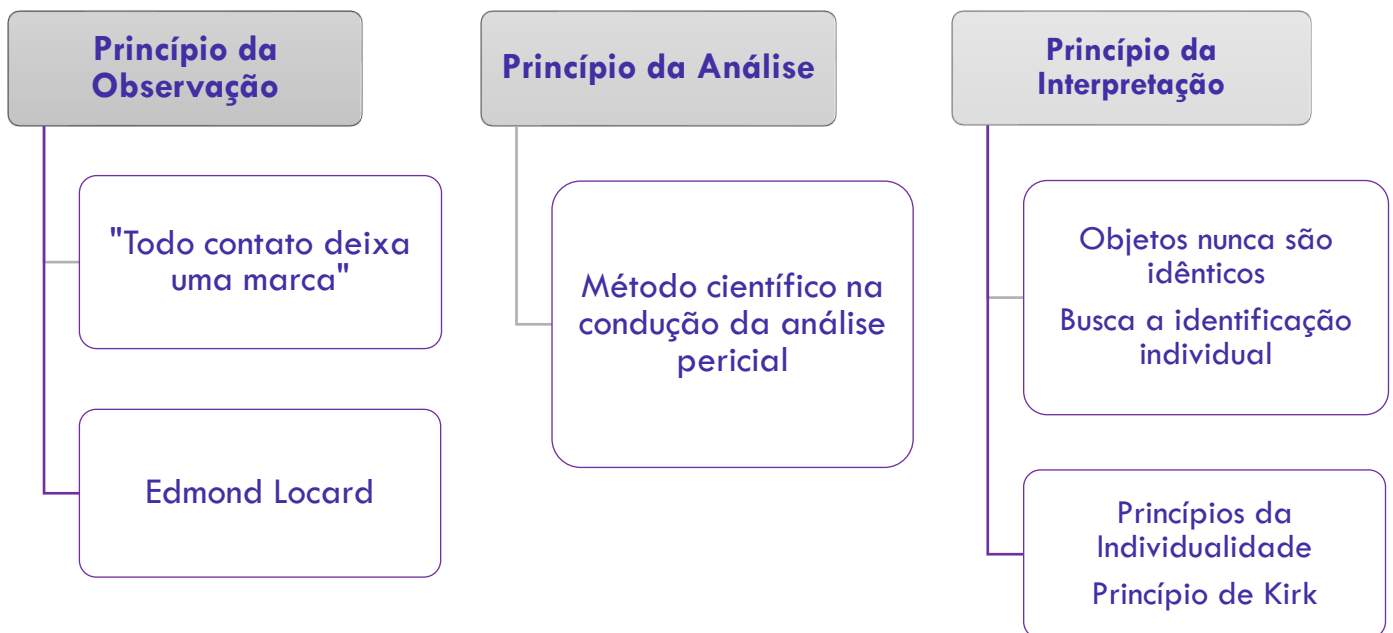 Princípio da
Observação
"Todo contato deixa
uma marca"
Edmond Locard
Princípio da Análise
Método científico na
condução da análise
pericial
Princípio da
Interpretação
Objetos nunca são
idênticos
Busca a identificação
individual
Princípios da
Individualidade
Princípio de Kirk